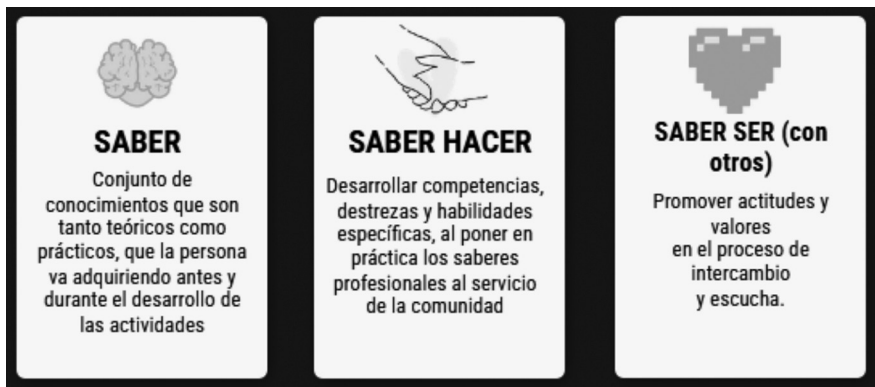 SABER
Conjunto de
conocimientos que son
tanto teóricos como
prácticos, que la persona
va adquiriendo antes y
durante el desarrollo de
las actividades
SABER HACER
Desarrollar competencias,
destrezas y habilidades
específicas, al poner en
práctica los saberes
profesionales al servicio
de la comunidad
SABER SER (con
otros)
Promover actitudes y
valores
en el proceso de
intercambio
y escucha.